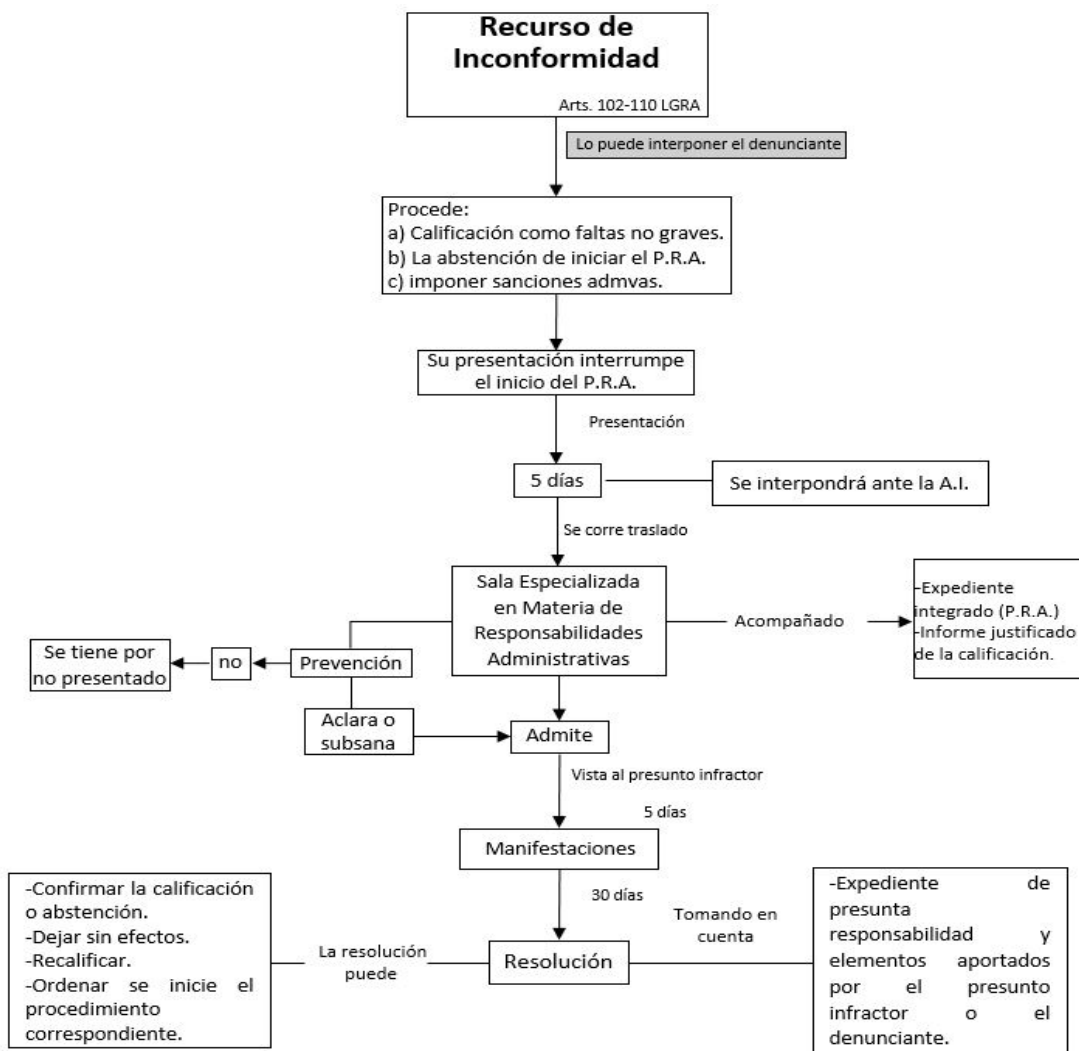 Recurso de
Inconformidad
Arts. 102-110 LGRA
Lo puede interponer el denunciante
Procede:
a) Calificación como faltas no graves.
b) La abstención de iniciar el P.R.A.
c) imponer sanciones admvas.
Su presentación interrumpe
el inicio del P.R.A.
Presentación
5 días
Se interpondrá ante la A.I.
Se corre traslado
Sala Especializada
en Materia de
Responsabilidades
Administrativas
Acompañado
-Expediente
integrado (P.R.A.)
-Informe justificado
de la calificación.
Prevención
no
Se tiene por
no presentado
Aclara o
subsana
Admite
Vista al presunto infractor
5 días
Manifestaciones
30 días
Resolución
La resolución
puede
-Confirmar la calificación
o abstención.
-Dejar sin efectos.
-Recalificar.
-Ordenar se inicie el
procedimiento
correspondiente.
Tomando en
cuenta
-Expediente de
presunta
responsabilidad y
elementos aportados
por el presunto
infractor o el
denunciante.